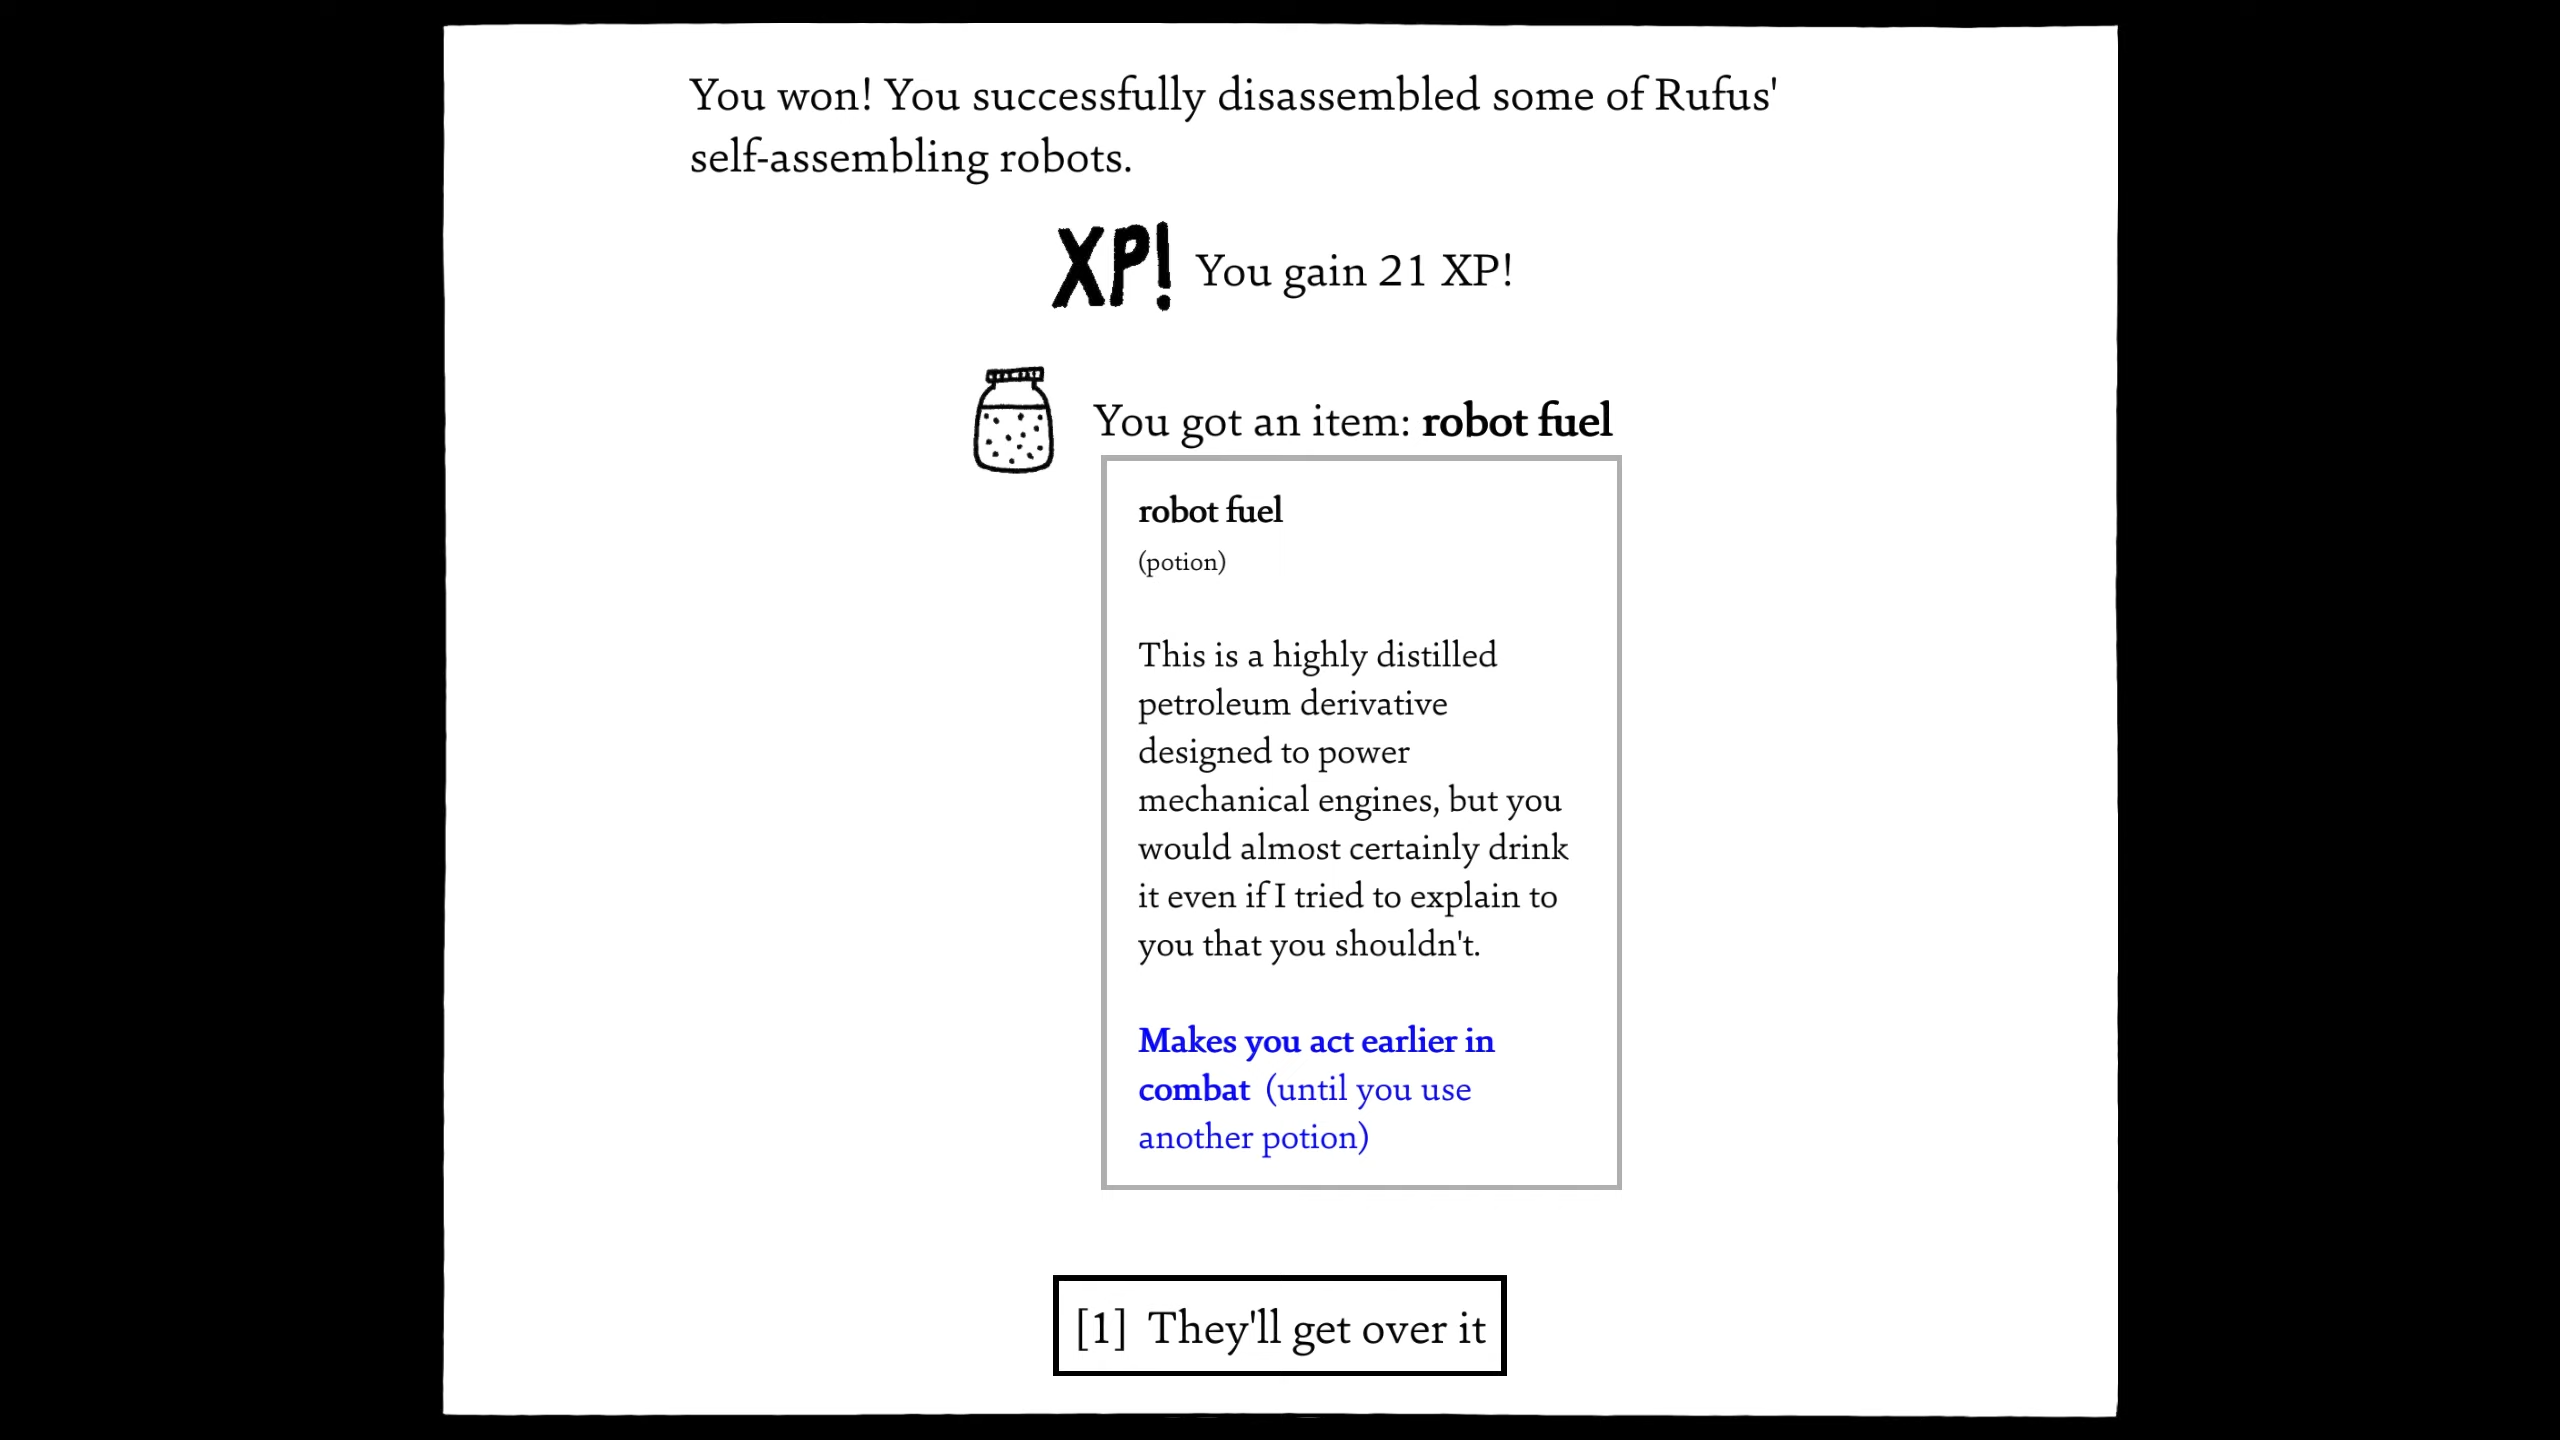 You won! You successfully disassembled some of Rufus'
self-assembling robots.
XP! You gain 21 XP!
You got an item: robot fuel
robot fuel
(potion)
This is a highly distilled
petroleum derivative
designed to power
mechanical engines, but you
would almost certainly drink
it even if I tried to explain to
you that you shouldn't.
Makes you act earlier in
combat (until you use
another potion)
[1] They'll get over it